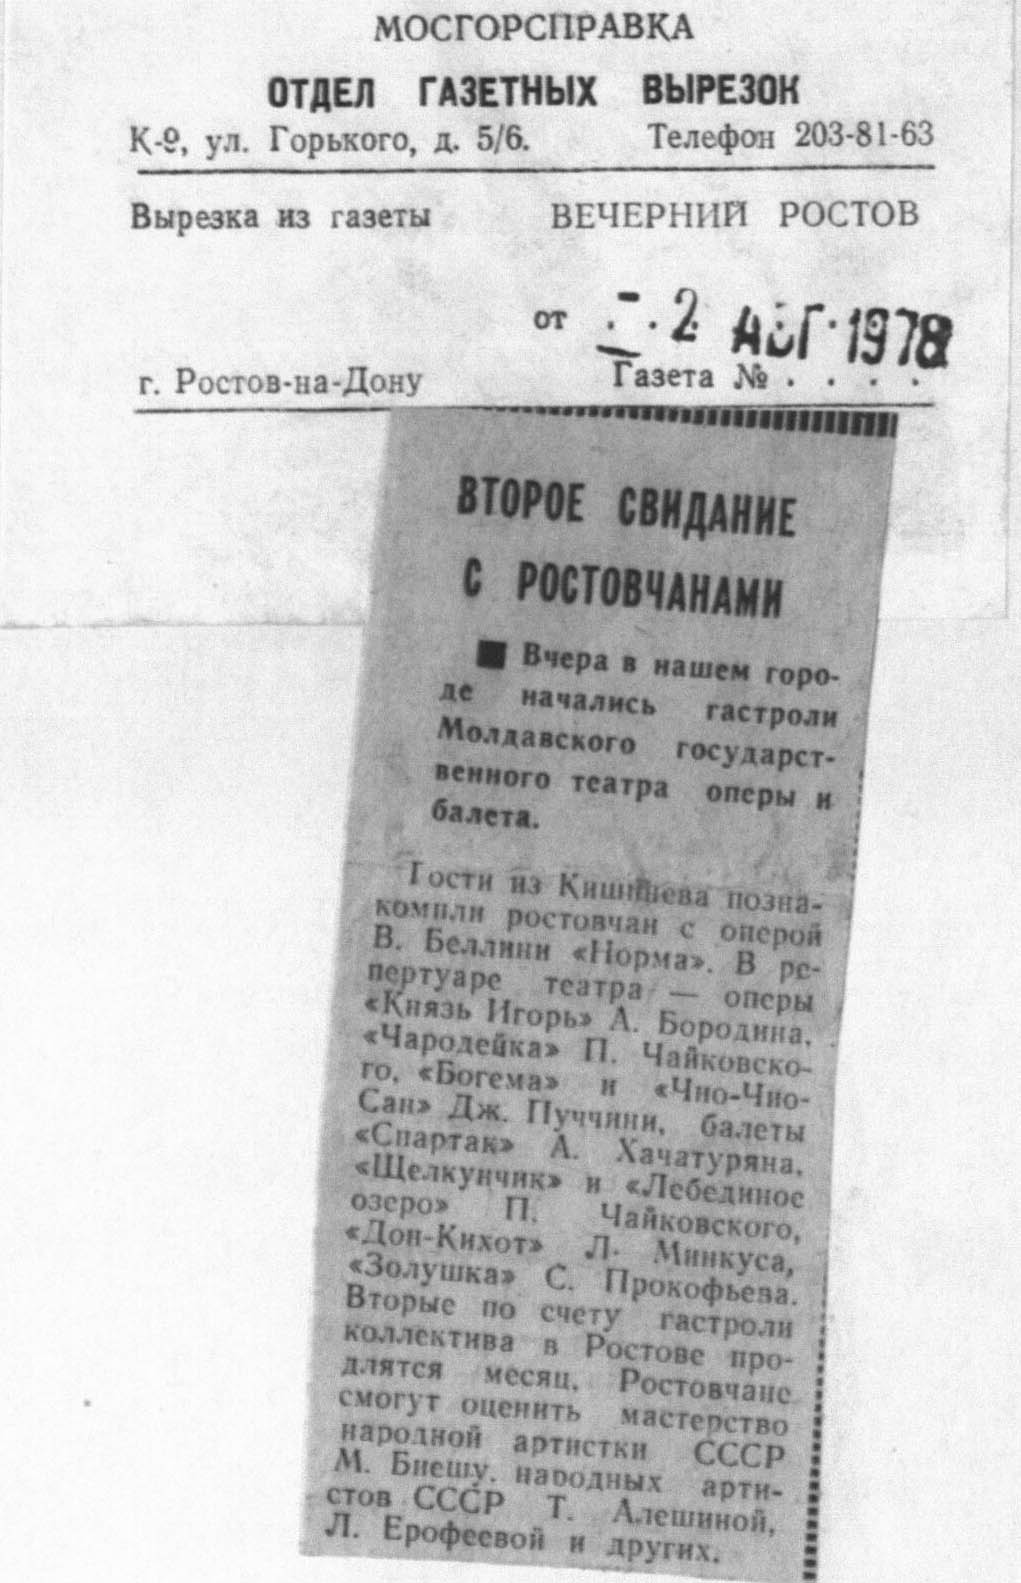 МОСГОРСПРАВКА
ОТДЕЛ ГАЗЕТНЫХ ВЫРЕЗОК
К-9, ул. Горького, д. 5/6. Телефон 203-81-63
Вырезка из газеты ВЕЧЕРНИЙ РОСТОВ
от - 2 АВГ 1978
г. Ростов-на-Дону Газета № . . . .
ВТОРОЕ СВИДАНИЕ
С РОСТОВЧАНАМИ
■ Вчера в нашем горо-
де начались гастроли
Молдавского государст-
венного театра оперы и
балета.
Гости из Кишинева позна-
комили ростовчан с оперой
В. Беллини «Норма». В ре-
пертуаре театра — оперы
«Князь Игорь» А. Бородина,
«Чародейка» П. Чайковско-
го, «Богема» и «Чио-Чио-
Сан» Дж. Пуччини, балеты
«Спартак» А. Хачатуряна,
«Щелкунчик» и «Лебединое
озеро» П. Чайковского,
«Дон-Кихот» Л. Минкуса,
«Золушка» С. Прокофьева.
Вторые по счету гастроли
коллектива в Ростове про-
длятся месяц. Ростовчане
смогут оценить мастерство
народной артистки СССР
М. Биешу, народных арти-
стов СССР Т. Алешиной,
Л. Ерофеевой и других.